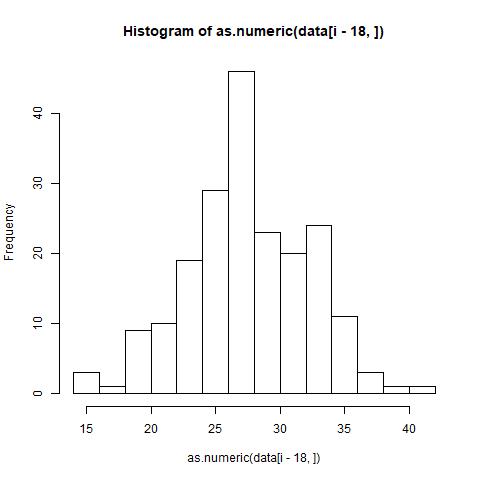 Histogram of as.numeric(data[i - 18, ])
Frequency
40
30
20
10
0
15 20 25 30 35 40
as.numeric(data[i - 18, ])